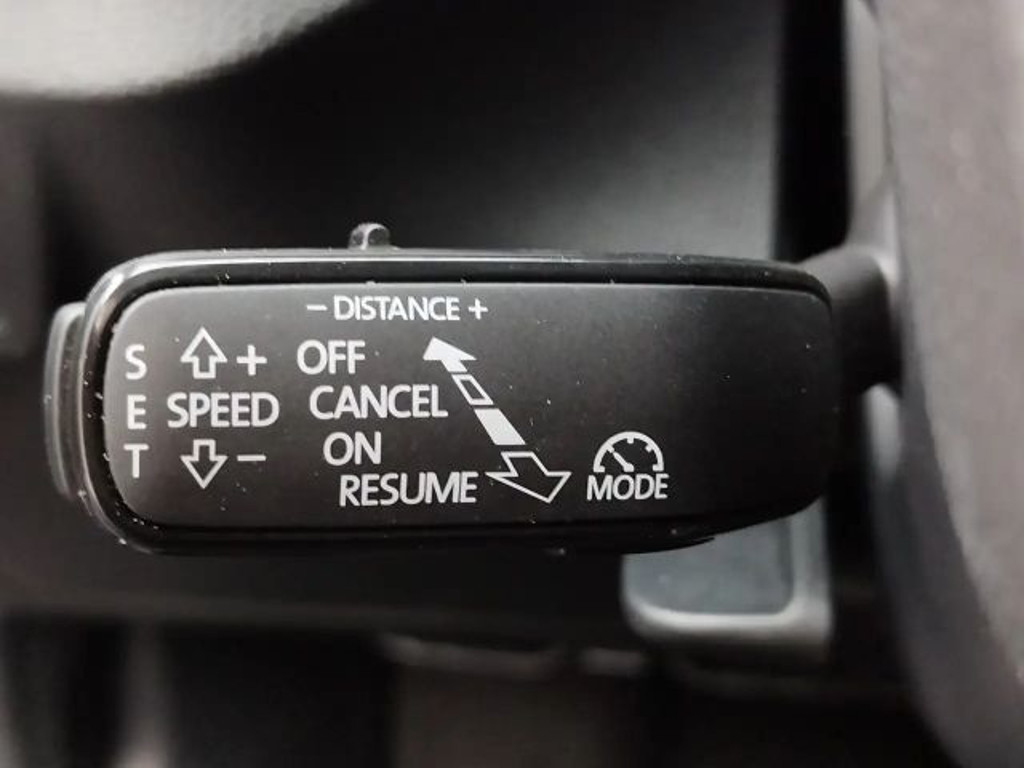 − DISTANCE +
S + OFF
E SPEED CANCEL
T − ON
RESUME MODE